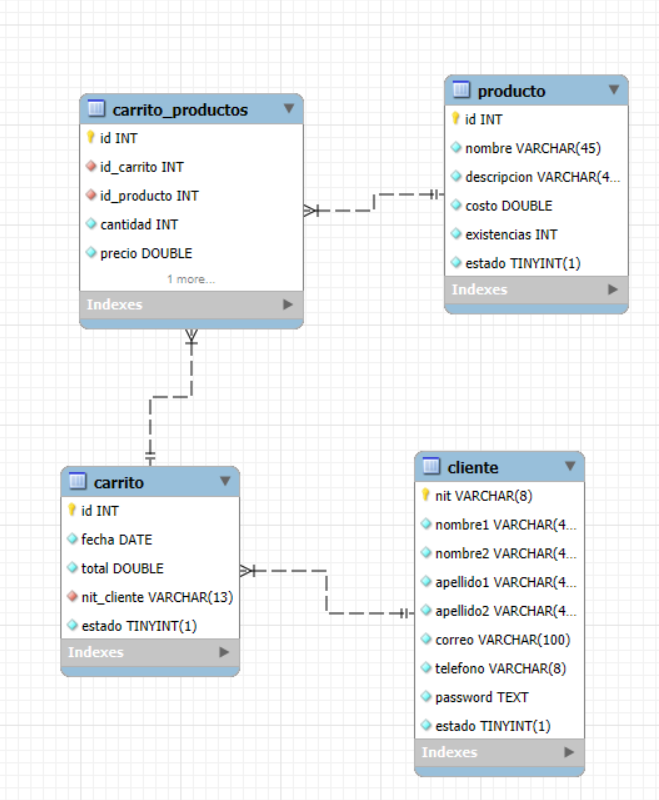 carrito_productos
id INT
id_carrito INT
id_producto INT
cantidad INT
precio DOUBLE
1 more...
Indexes
producto
id INT
nombre VARCHAR(45)
descripcion VARCHAR(4...
costo DOUBLE
existencias INT
estado TINYINT(1)
Indexes
carrito
id INT
fecha DATE
total DOUBLE
nit_cliente VARCHAR(13)
estado TINYINT(1)
Indexes
cliente
nit VARCHAR(8)
nombre1 VARCHAR(4...
nombre2 VARCHAR(4...
apellido1 VARCHAR(4...
apellido2 VARCHAR(4...
correo VARCHAR(100)
telefono VARCHAR(8)
password TEXT
estado TINYINT(1)
Indexes